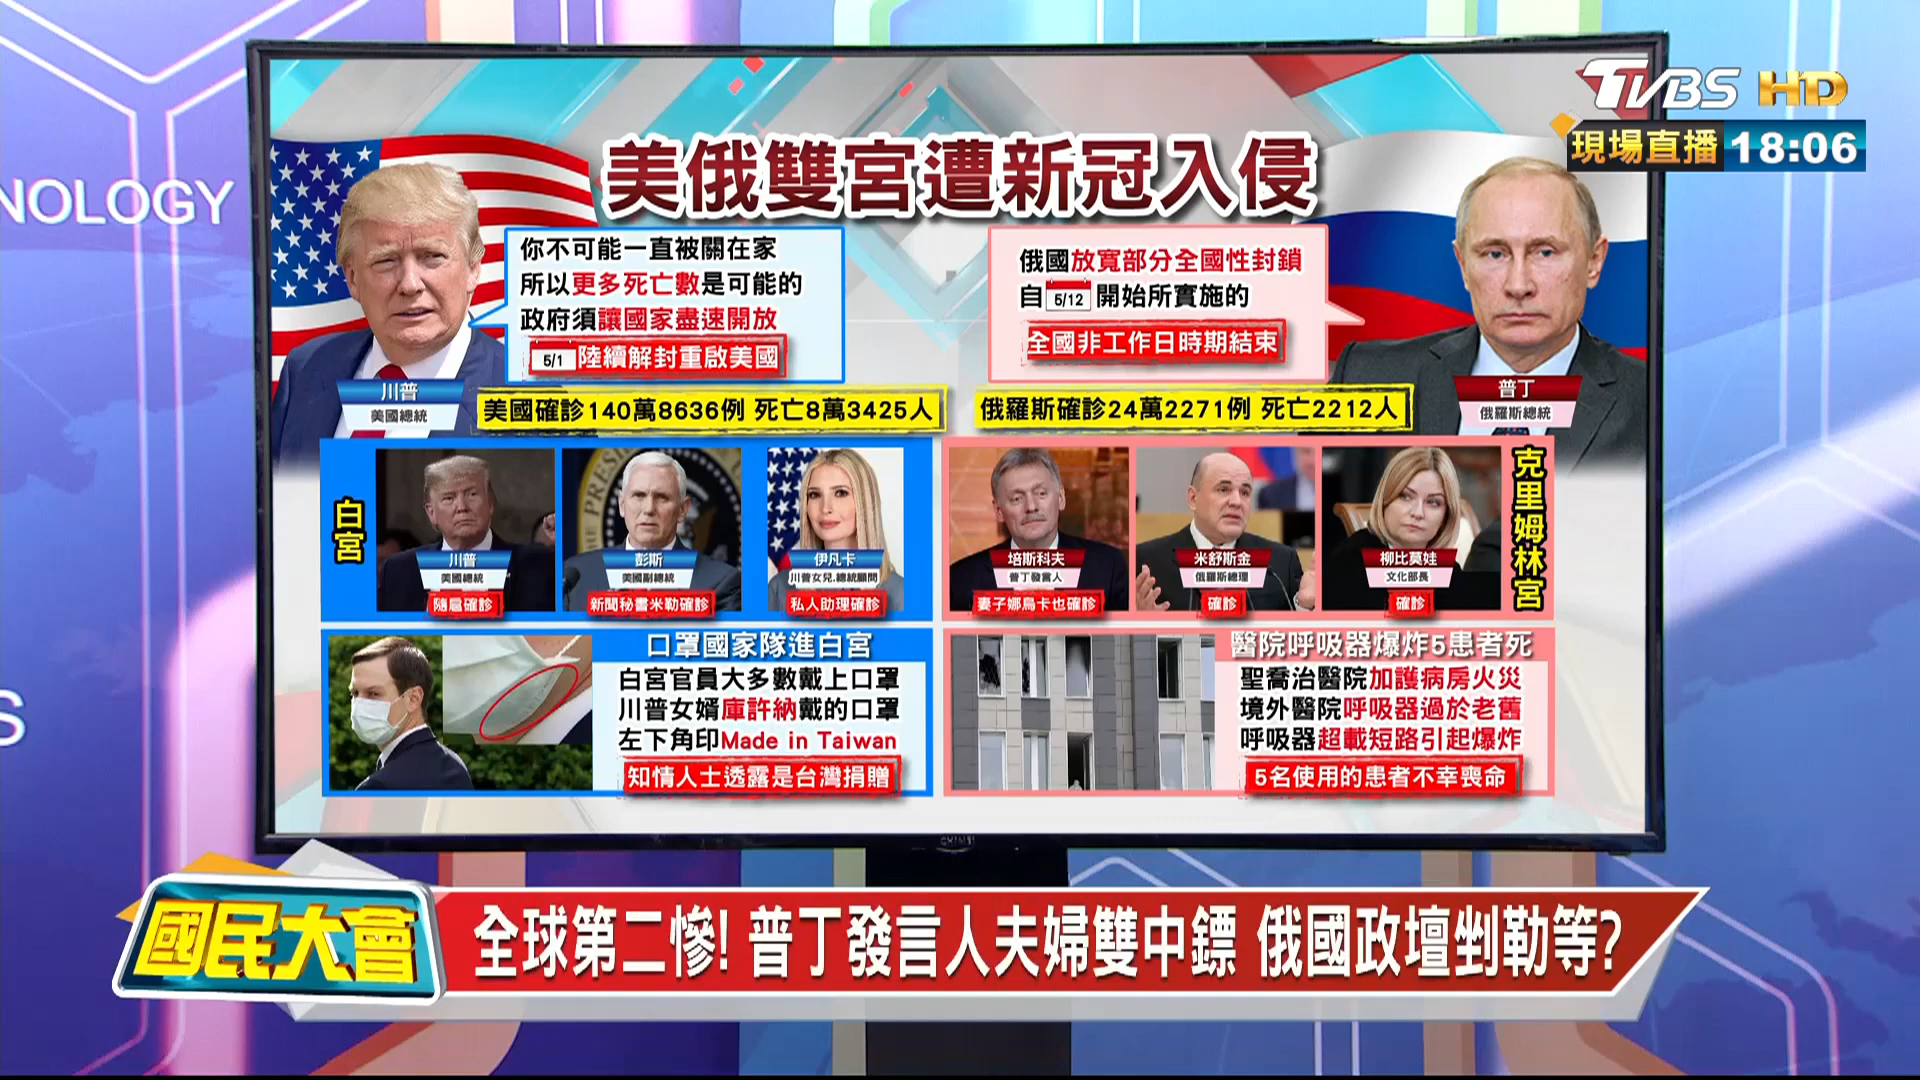 NOLOGY
S
TVBS HD
現場直播 18:06
美俄雙宮遭新冠入侵
你不可能一直被關在家
所以更多死亡數是可能的
政府須讓國家盡速開放
5/1 陸續解封重啟美國
川普
美國總統
美國確診140萬8636例 死亡8萬3425人
俄國放寬部分全國性封鎖
自 5/12 開始所實施的
全國非工作日時期結束
普丁
俄羅斯總統
俄羅斯確診24萬2271例 死亡2212人
白宮
川普
美國總統
隨扈確診
彭斯
美國副總統
新聞秘書米勒確診
伊凡卡
川普女兒.總統顧問
私人助理確診
培斯科夫
普丁發言人
妻子娜烏卡也確診
米舒斯金
俄羅斯總理
確診
柳比莫娃
文化部長
確診
克里姆林宮
口罩國家隊進白宮
白宮官員大多數戴上口罩
川普女婿庫許納戴的口罩
左下角印Made in Taiwan
知情人士透露是台灣捐贈
醫院呼吸器爆炸5患者死
聖喬治醫院加護病房火災
境外醫院呼吸器過於老舊
呼吸器超載短路引起爆炸
5名使用的患者不幸喪命
CHIMEI
國民大會
全球第二慘! 普丁發言人夫婦雙中鏢 俄國政壇剉勒等?